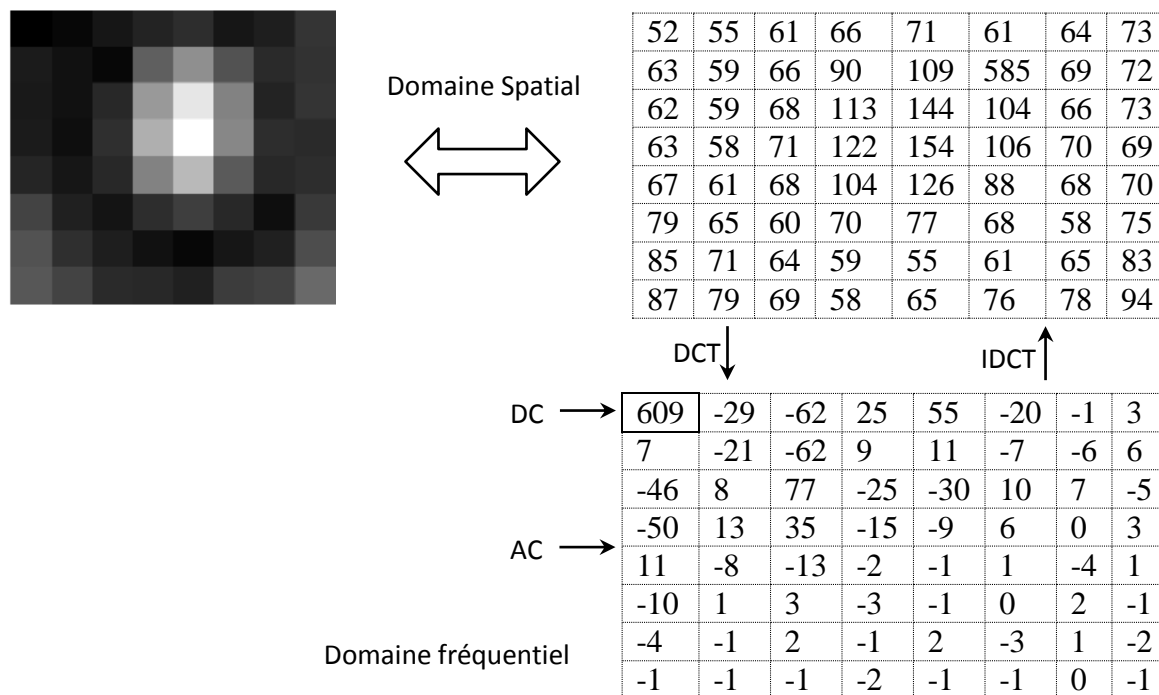 52 55 61 66 71 61 64 73
63 59 66 90 109 585 69 72
Domaine Spatial
62 59 68 113 144 104 66 73
63 58 71 122 154 106 70 69
67 61 68 104 126 88 68 70
79 65 60 70 77 68 58 75
85 71 64 59 55 61 65 83
87 79 69 58 65 76 78 94
DCT IDCT
DC 609 -29 -62 25 55 -20 -1 3
7 -21 -62 9 11 -7 -6 6
-46 8 77 -25 -30 10 7 -5
-50 13 35 -15 -9 6 0 3
AC
11 -8 -13 -2 -1 1 -4 1
-10 1 3 -3 -1 0 2 -1
Domaine fréquentiel
-4 -1 2 -1 2 -3 1 -2
-1 -1 -1 -2 -1 -1 0 -1